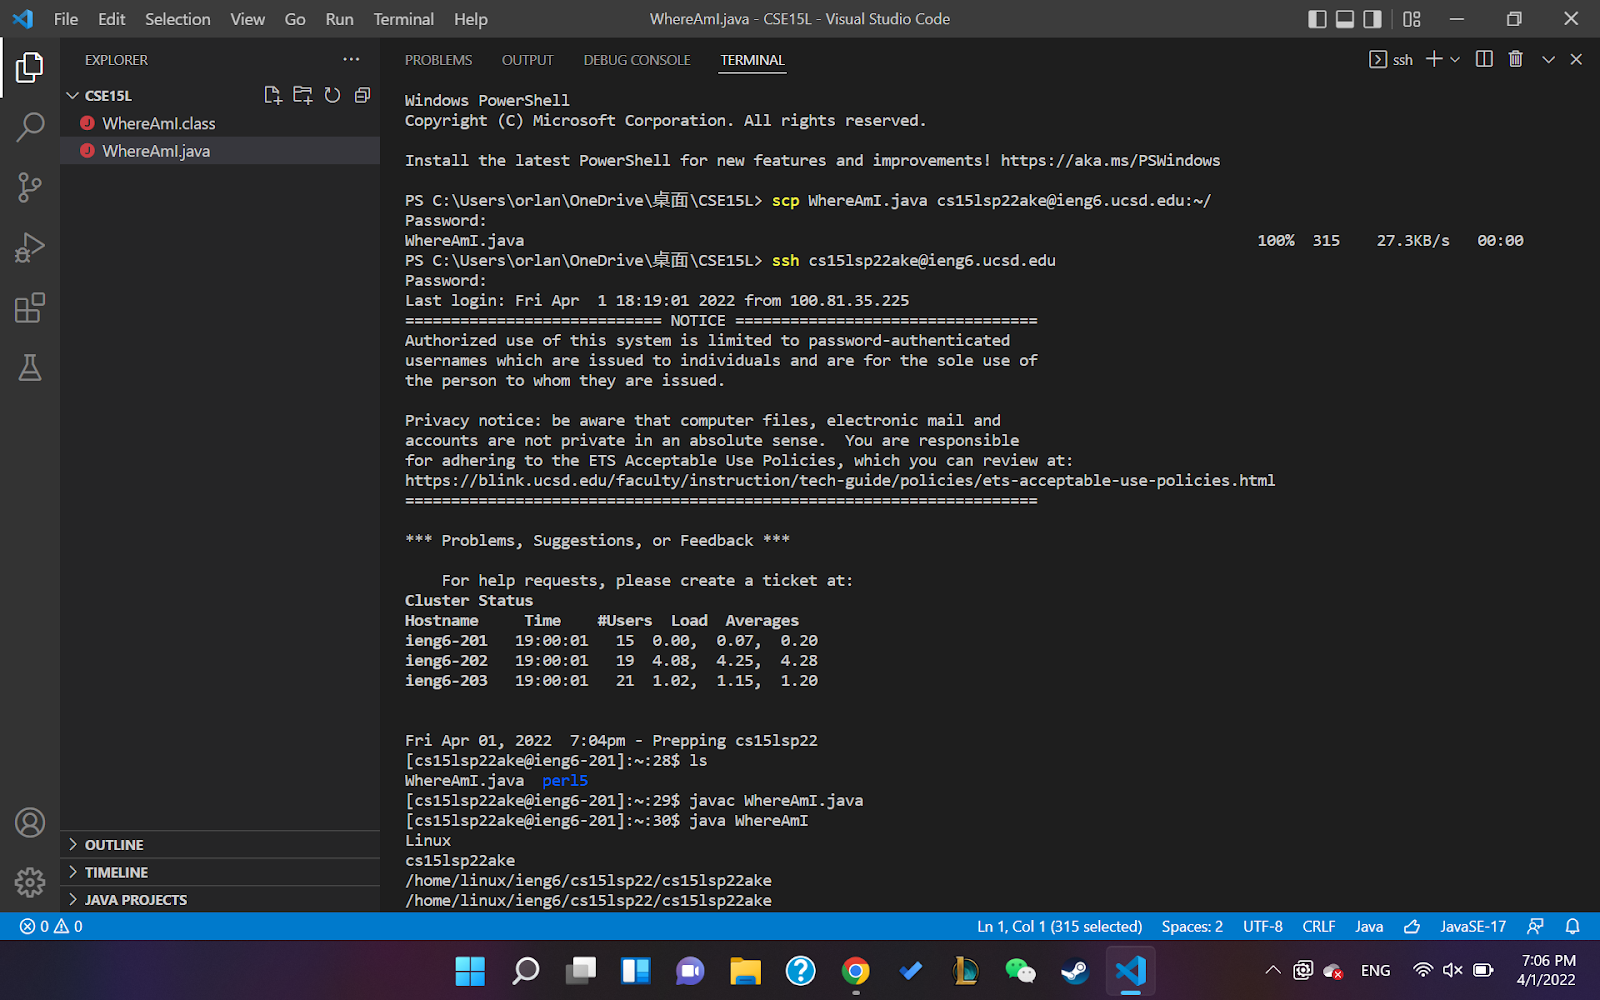 File Edit Selection View Go Run Terminal Help
WhereAmI.java - CSE15L - Visual Studio Code
EXPLORER
CSE15L
WhereAmI.class
WhereAmI.java
OUTLINE
TIMELINE
JAVA PROJECTS
PROBLEMS OUTPUT DEBUG CONSOLE TERMINAL
ssh
Windows PowerShell
Copyright (C) Microsoft Corporation. All rights reserved.
Install the latest PowerShell for new features and improvements! https://aka.ms/PSWindows
PS C:\Users\orlan\OneDrive\桌面\CSE15L> scp WhereAmI.java cs15lsp22ake@ieng6.ucsd.edu:~/
Password:
WhereAmI.java 100% 315 27.3KB/s 00:00
PS C:\Users\orlan\OneDrive\桌面\CSE15L> ssh cs15lsp22ake@ieng6.ucsd.edu
Password:
Last login: Fri Apr  1 18:19:01 2022 from 100.81.35.225
============================ NOTICE =================================
Authorized use of this system is limited to password-authenticated
usernames which are issued to individuals and are for the sole use of
the person to whom they are issued.
Privacy notice: be aware that computer files, electronic mail and
accounts are not private in an absolute sense.  You are responsible
for adhering to the ETS Acceptable Use Policies, which you can review at:
https://blink.ucsd.edu/faculty/instruction/tech-guide/policies/ets-acceptable-use-policies.html
=====================================================================
*** Problems, Suggestions, or Feedback ***
For help requests, please create a ticket at:
Cluster Status
Hostname     Time    #Users  Load  Averages
ieng6-201   19:00:01   15  0.00,  0.07,  0.20
ieng6-202   19:00:01   19  4.08,  4.25,  4.28
ieng6-203   19:00:01   21  1.02,  1.15,  1.20
Fri Apr 01, 2022  7:04pm - Prepping cs15lsp22
[cs15lsp22ake@ieng6-201]:~:28$ ls
WhereAmI.java  perl5
[cs15lsp22ake@ieng6-201]:~:29$ javac WhereAmI.java
[cs15lsp22ake@ieng6-201]:~:30$ java WhereAmI
Linux
cs15lsp22ake
/home/linux/ieng6/cs15lsp22/cs15lsp22ake
/home/linux/ieng6/cs15lsp22/cs15lsp22ake
0 0 Ln 1, Col 1 (315 selected) Spaces: 2 UTF-8 CRLF Java JavaSE-17
ENG
7:06 PM
4/1/2022